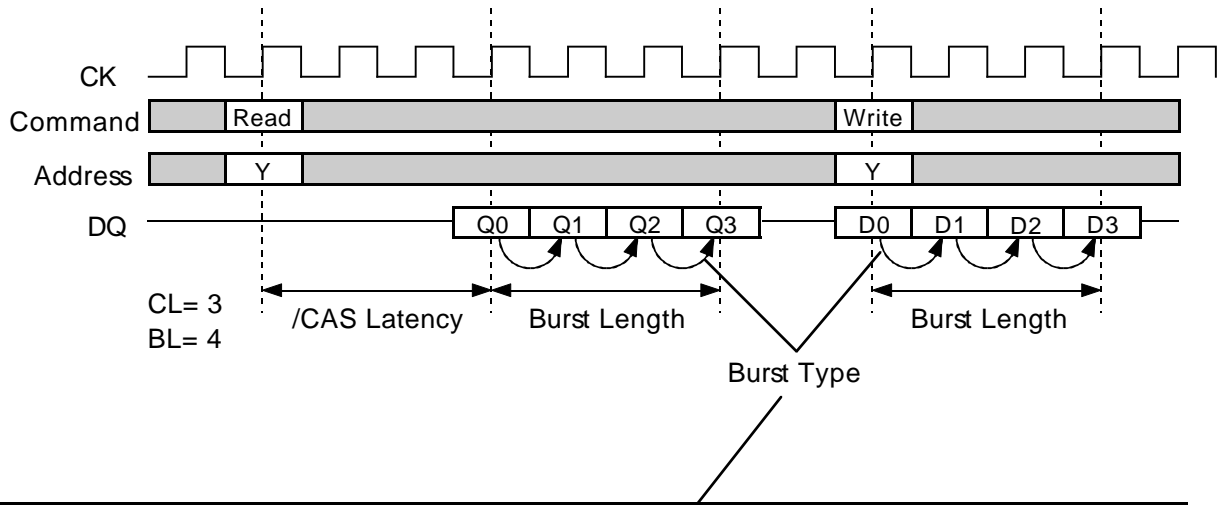 CK
Command Read Write
Address Y Y
DQ Q0 Q1 Q2 Q3 D0 D1 D2 D3
CL= 3 /CAS Latency Burst Length Burst Length
BL= 4
Burst Type